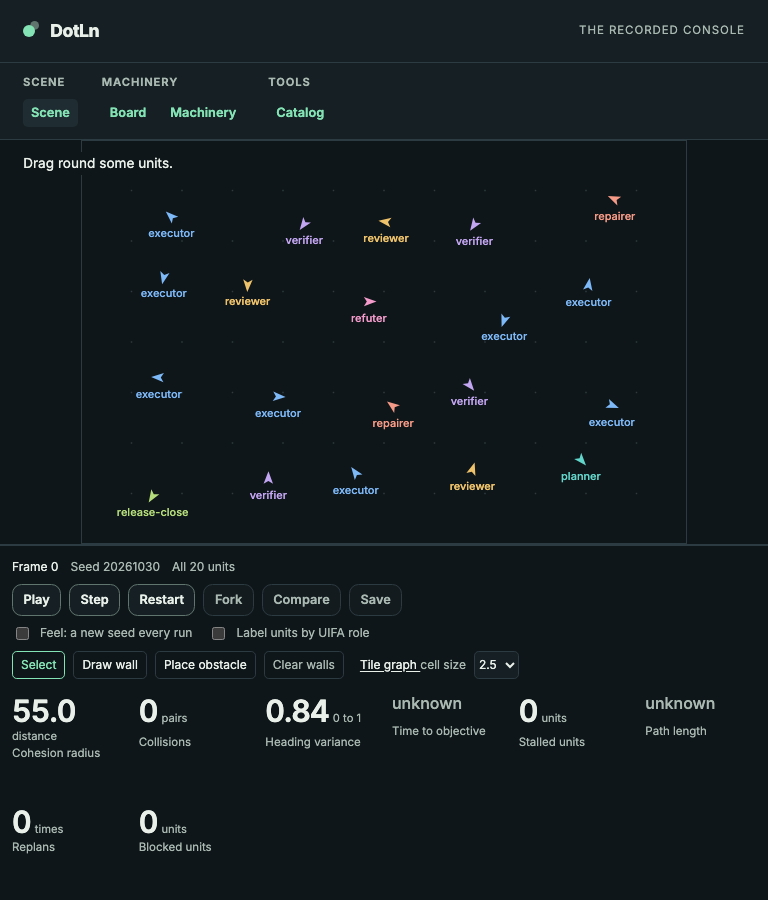 DotLn
THE RECORDED CONSOLE
SCENE MACHINERY TOOLS
Scene Board Machinery Catalog
Drag round some units.
repairer
executor
verifier
reviewer
verifier
executor
reviewer
executor
refuter
executor
executor
verifier
executor
repairer
executor
planner
reviewer
executor
verifier
release-close
Frame 0 Seed 20261030 All 20 units
Play Step Restart Fork Compare Save
Feel: a new seed every run Label units by UIFA role
Select Draw wall Place obstacle Clear walls Tile graph cell size 2.5
55.0 distance
Cohesion radius
0 pairs
Collisions
0.84 0 to 1
Heading variance
unknown
Time to objective
0 units
Stalled units
unknown
Path length
0 times
Replans
0 units
Blocked units